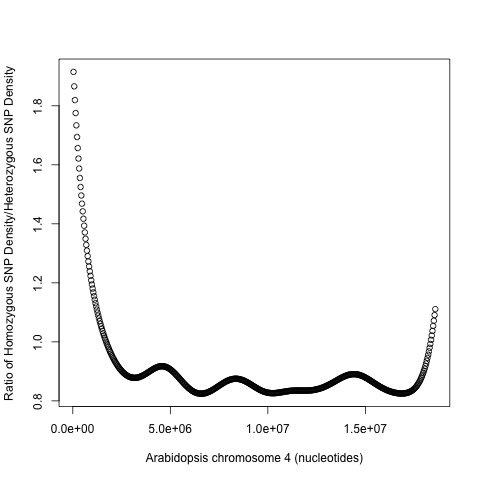 Ratio of Homozygous SNP Density/Heterozygous SNP Density
1.8
1.6
1.4
1.2
1.0
0.8
0.0e+00 5.0e+06 1.0e+07 1.5e+07
Arabidopsis chromosome 4 (nucleotides)